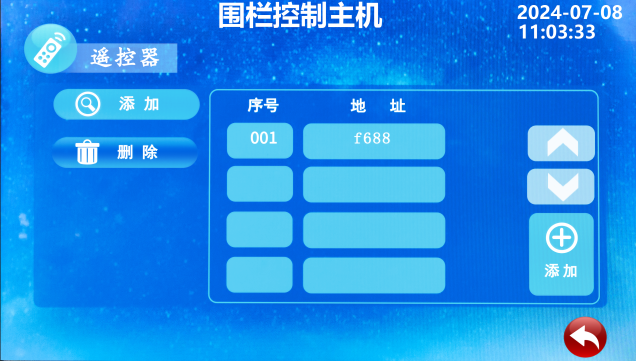 围栏控制主机
2024-07-08
11:03:33
遥控器
添加
删除
序号 地址
001 f688
添加